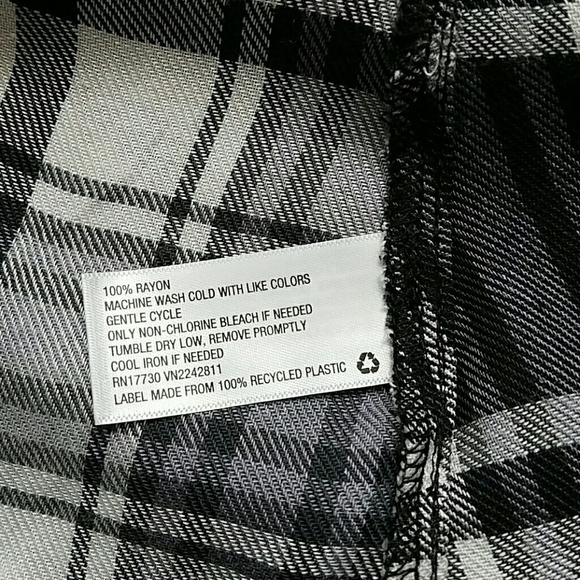 100% RAYON
MACHINE WASH COLD WITH LIKE COLORS
GENTLE CYCLE
ONLY NON-CHLORINE BLEACH IF NEEDED
TUMBLE DRY LOW, REMOVE PROMPTLY
COOL IRON IF NEEDED
RN17730 VN2242811
LABEL MADE FROM 100% RECYCLED PLASTIC